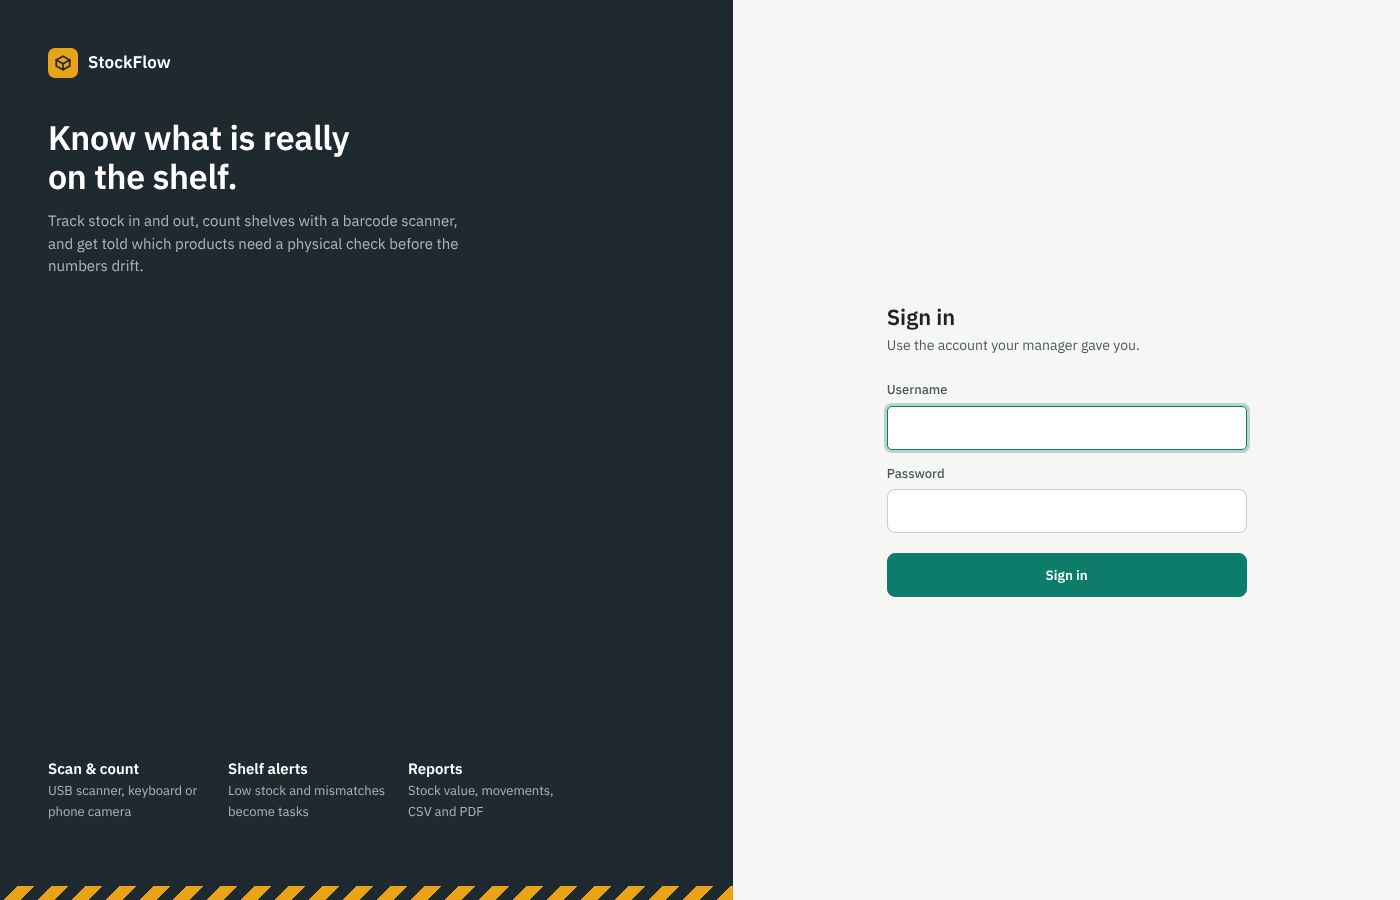 StockFlow
Know what is really
on the shelf.
Track stock in and out, count shelves with a barcode scanner,
and get told which products need a physical check before the
numbers drift.
Scan & count
USB scanner, keyboard or
phone camera
Shelf alerts
Low stock and mismatches
become tasks
Reports
Stock value, movements,
CSV and PDF
Sign in
Use the account your manager gave you.
Username
Password
Sign in